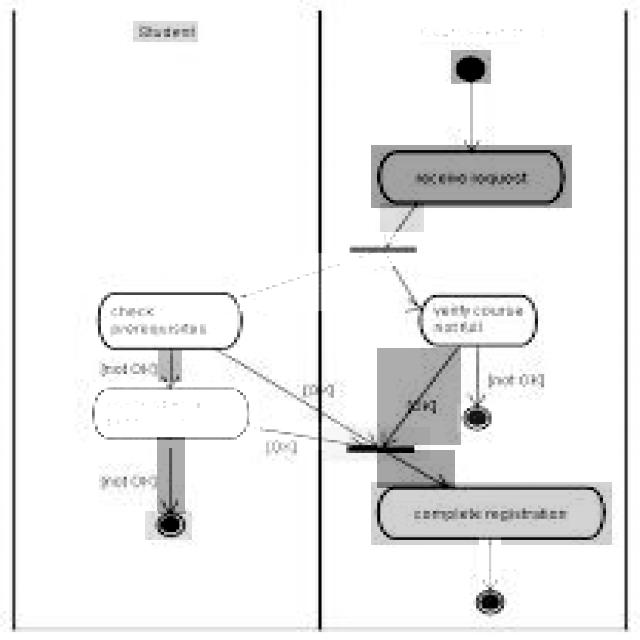 Student
receive request
check
prerequisites
verify course
not full
[not OK]
[OK]
[not OK]
[OK]
[OK]
[not OK]
complete registration